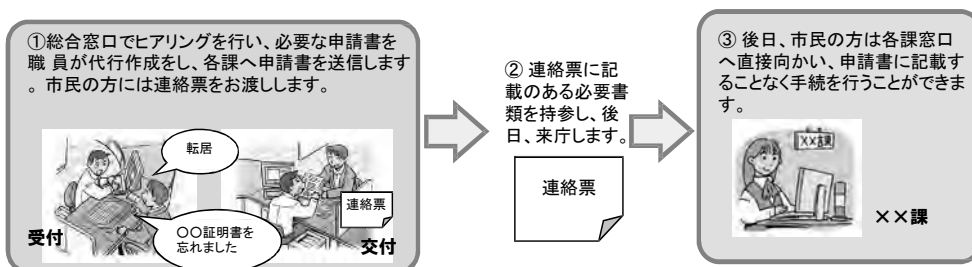 ①総合窓口でヒアリングを行い、必要な申請書を
職 員が代行作成をし、各課へ申請書を送信します
。市民の方には連絡票をお渡しします。
転居
〇〇証明書を
忘れました
受付
連絡票
交付
② 連絡票に記
載のある必要書
類を持参し、後
日、来庁します。
連絡票
③ 後日、市民の方は各課窓口
へ直接向かい、申請書に記載す
ることなく手続を行うことができま
す。
××課
××課